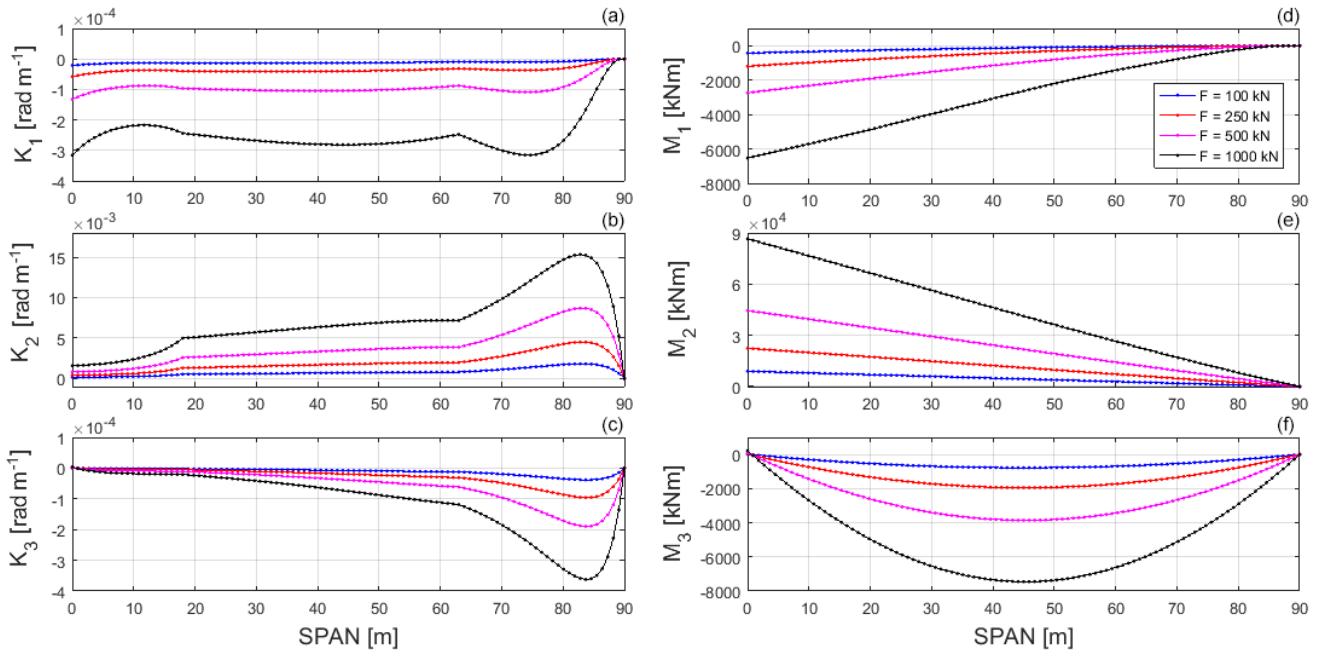 ×10⁻⁴
(a)
1
0
-1
-2
-3
-4
K₁ [rad m⁻¹]
0 10 20 30 40 50 60 70 80 90
(d)
0
-2000
-4000
-6000
-8000
M₁ [kNm]
F = 100 kN
F = 250 kN
F = 500 kN
F = 1000 kN
0 10 20 30 40 50 60 70 80 90
×10⁻³
(b)
15
10
5
0
K₂ [rad m⁻¹]
0 10 20 30 40 50 60 70 80 90
×10⁴
(e)
9
6
3
0
M₂ [kNm]
0 10 20 30 40 50 60 70 80 90
×10⁻⁴
(c)
1
0
-1
-2
-3
-4
K₃ [rad m⁻¹]
0 10 20 30 40 50 60 70 80 90
SPAN [m]
(f)
0
-2000
-4000
-6000
-8000
M₃ [kNm]
0 10 20 30 40 50 60 70 80 90
SPAN [m]